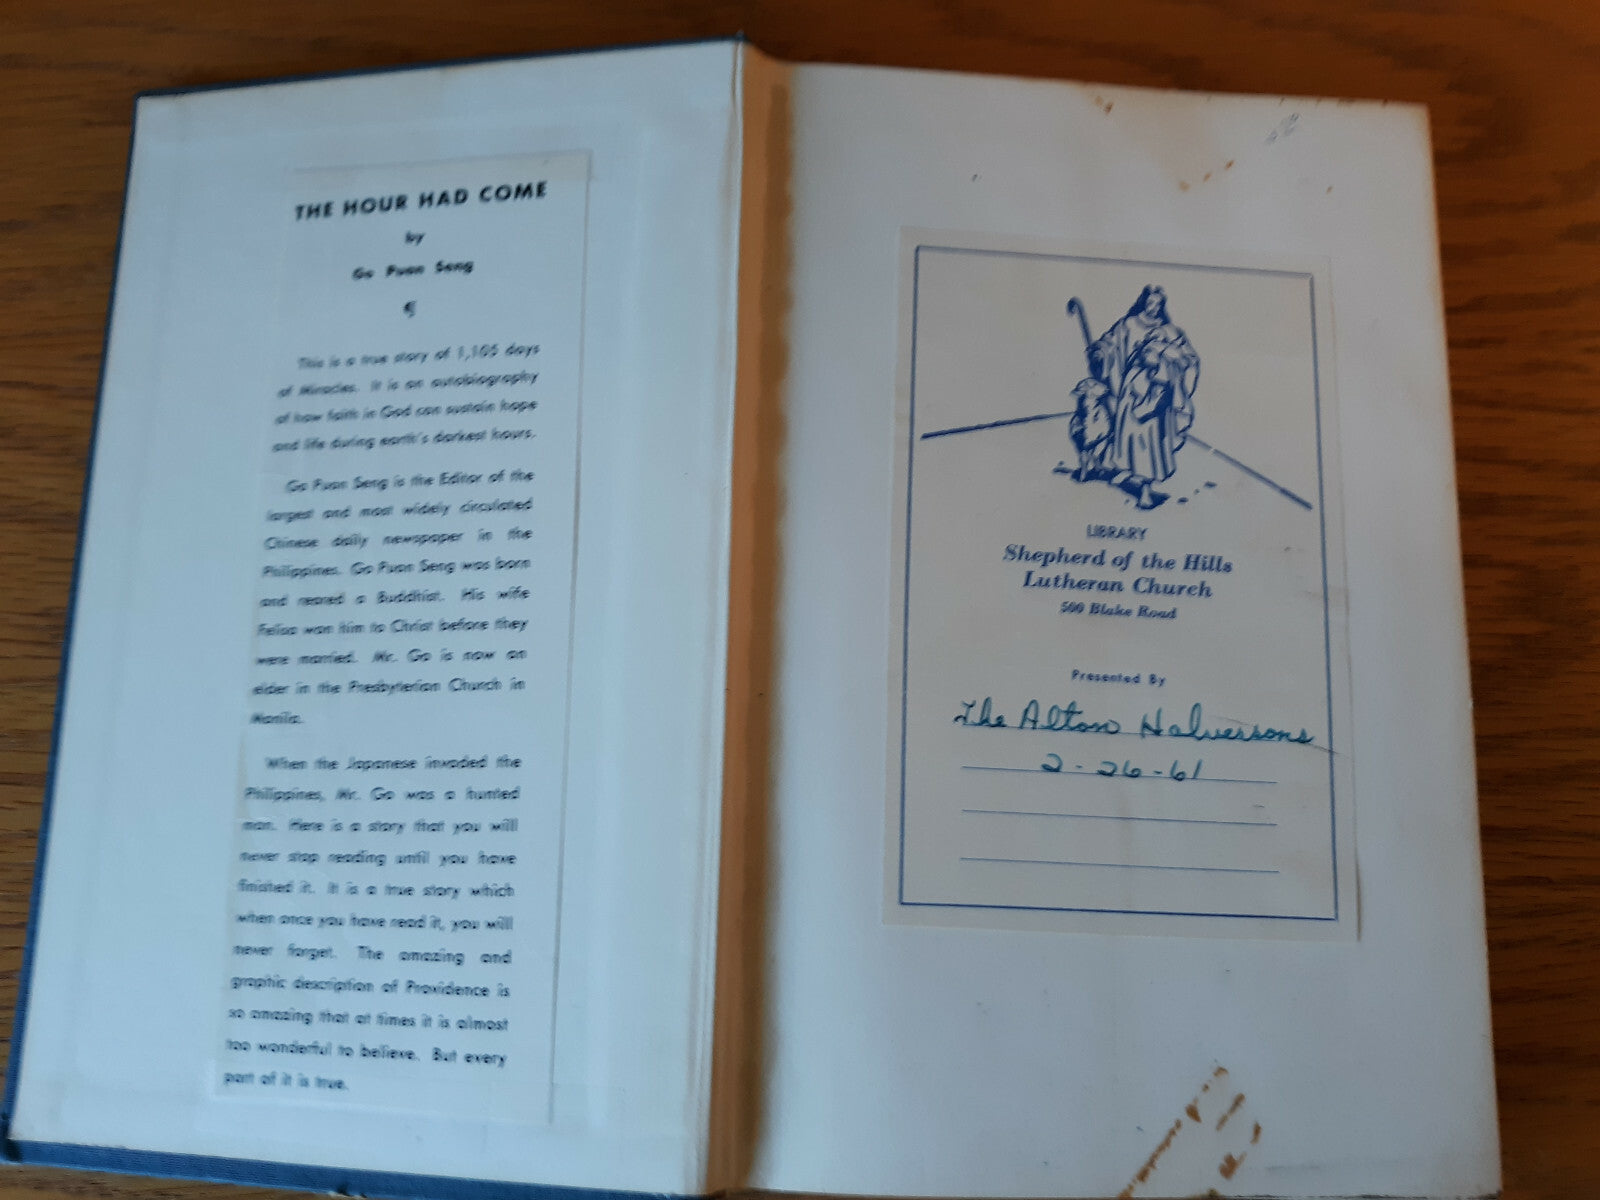 THE HOUR HAD COME
by
Go Puan Seng
¶
This is a true story of 1,105 days
of Miracles. It is an autobiography
of how faith in God can sustain hope
and life during earth's darkest hours.
Go Puan Seng is the Editor of the
largest and most widely circulated
Chinese daily newspaper in the
Philippines. Go Puan Seng was born
and reared a Buddhist. His wife
Felisa won him to Christ before they
were married. Mr. Go is now an
elder in the Presbyterian Church in
Manila.
When the Japanese invaded the
Philippines, Mr. Go was a hunted
man. Here is a story that you will
never stop reading until you have
finished it. It is a true story which
when once you have read it, you will
never forget. The amazing and
graphic description of Providence is
so amazing that at times it is almost
too wonderful to believe. But every
part of it is true.
LIBRARY
Shepherd of the Hills
Lutheran Church
500 Blake Road
Presented By
The Alton Halversons
2-26-61